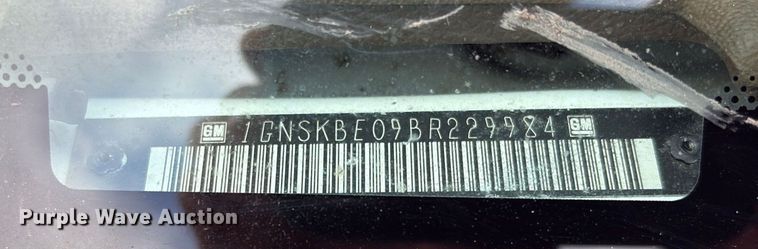 GM 1GNSKBE09BR229984 GM
Purple Wave Auction